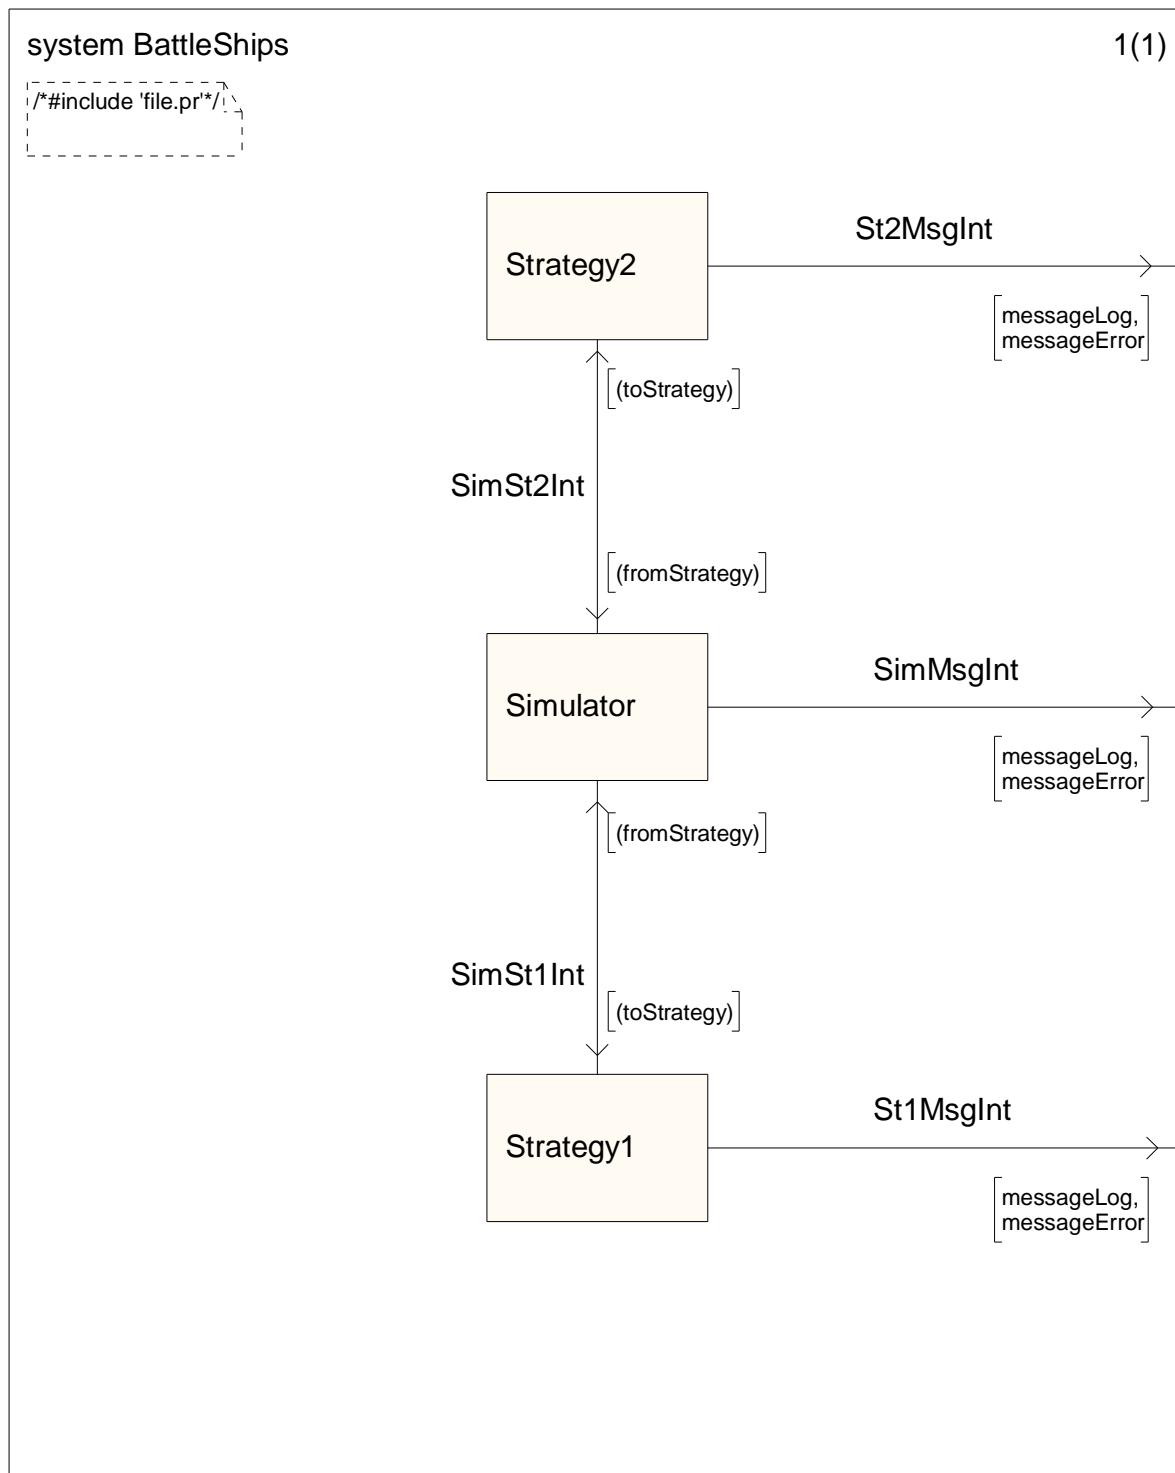 system BattleShips
1(1)
/*#include 'file.pr'*/
St2MsgInt
Strategy2
messageLog,
messageError
(toStrategy)
SimSt2Int
(fromStrategy)
SimMsgInt
Simulator
messageLog,
messageError
(fromStrategy)
SimSt1Int
(toStrategy)
St1MsgInt
Strategy1
messageLog,
messageError